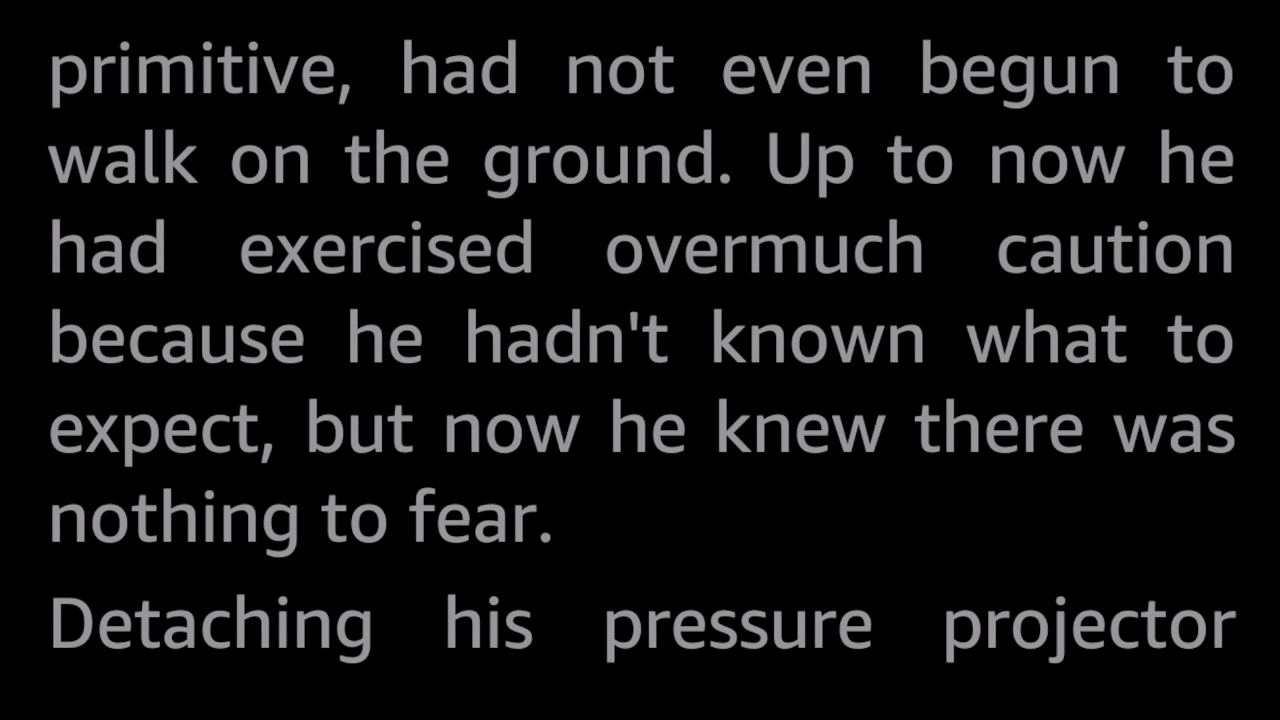 primitive, had not even begun to
walk on the ground. Up to now he
had exercised overmuch caution
because he hadn't known what to
expect, but now he knew there was
nothing to fear.
Detaching his pressure projector